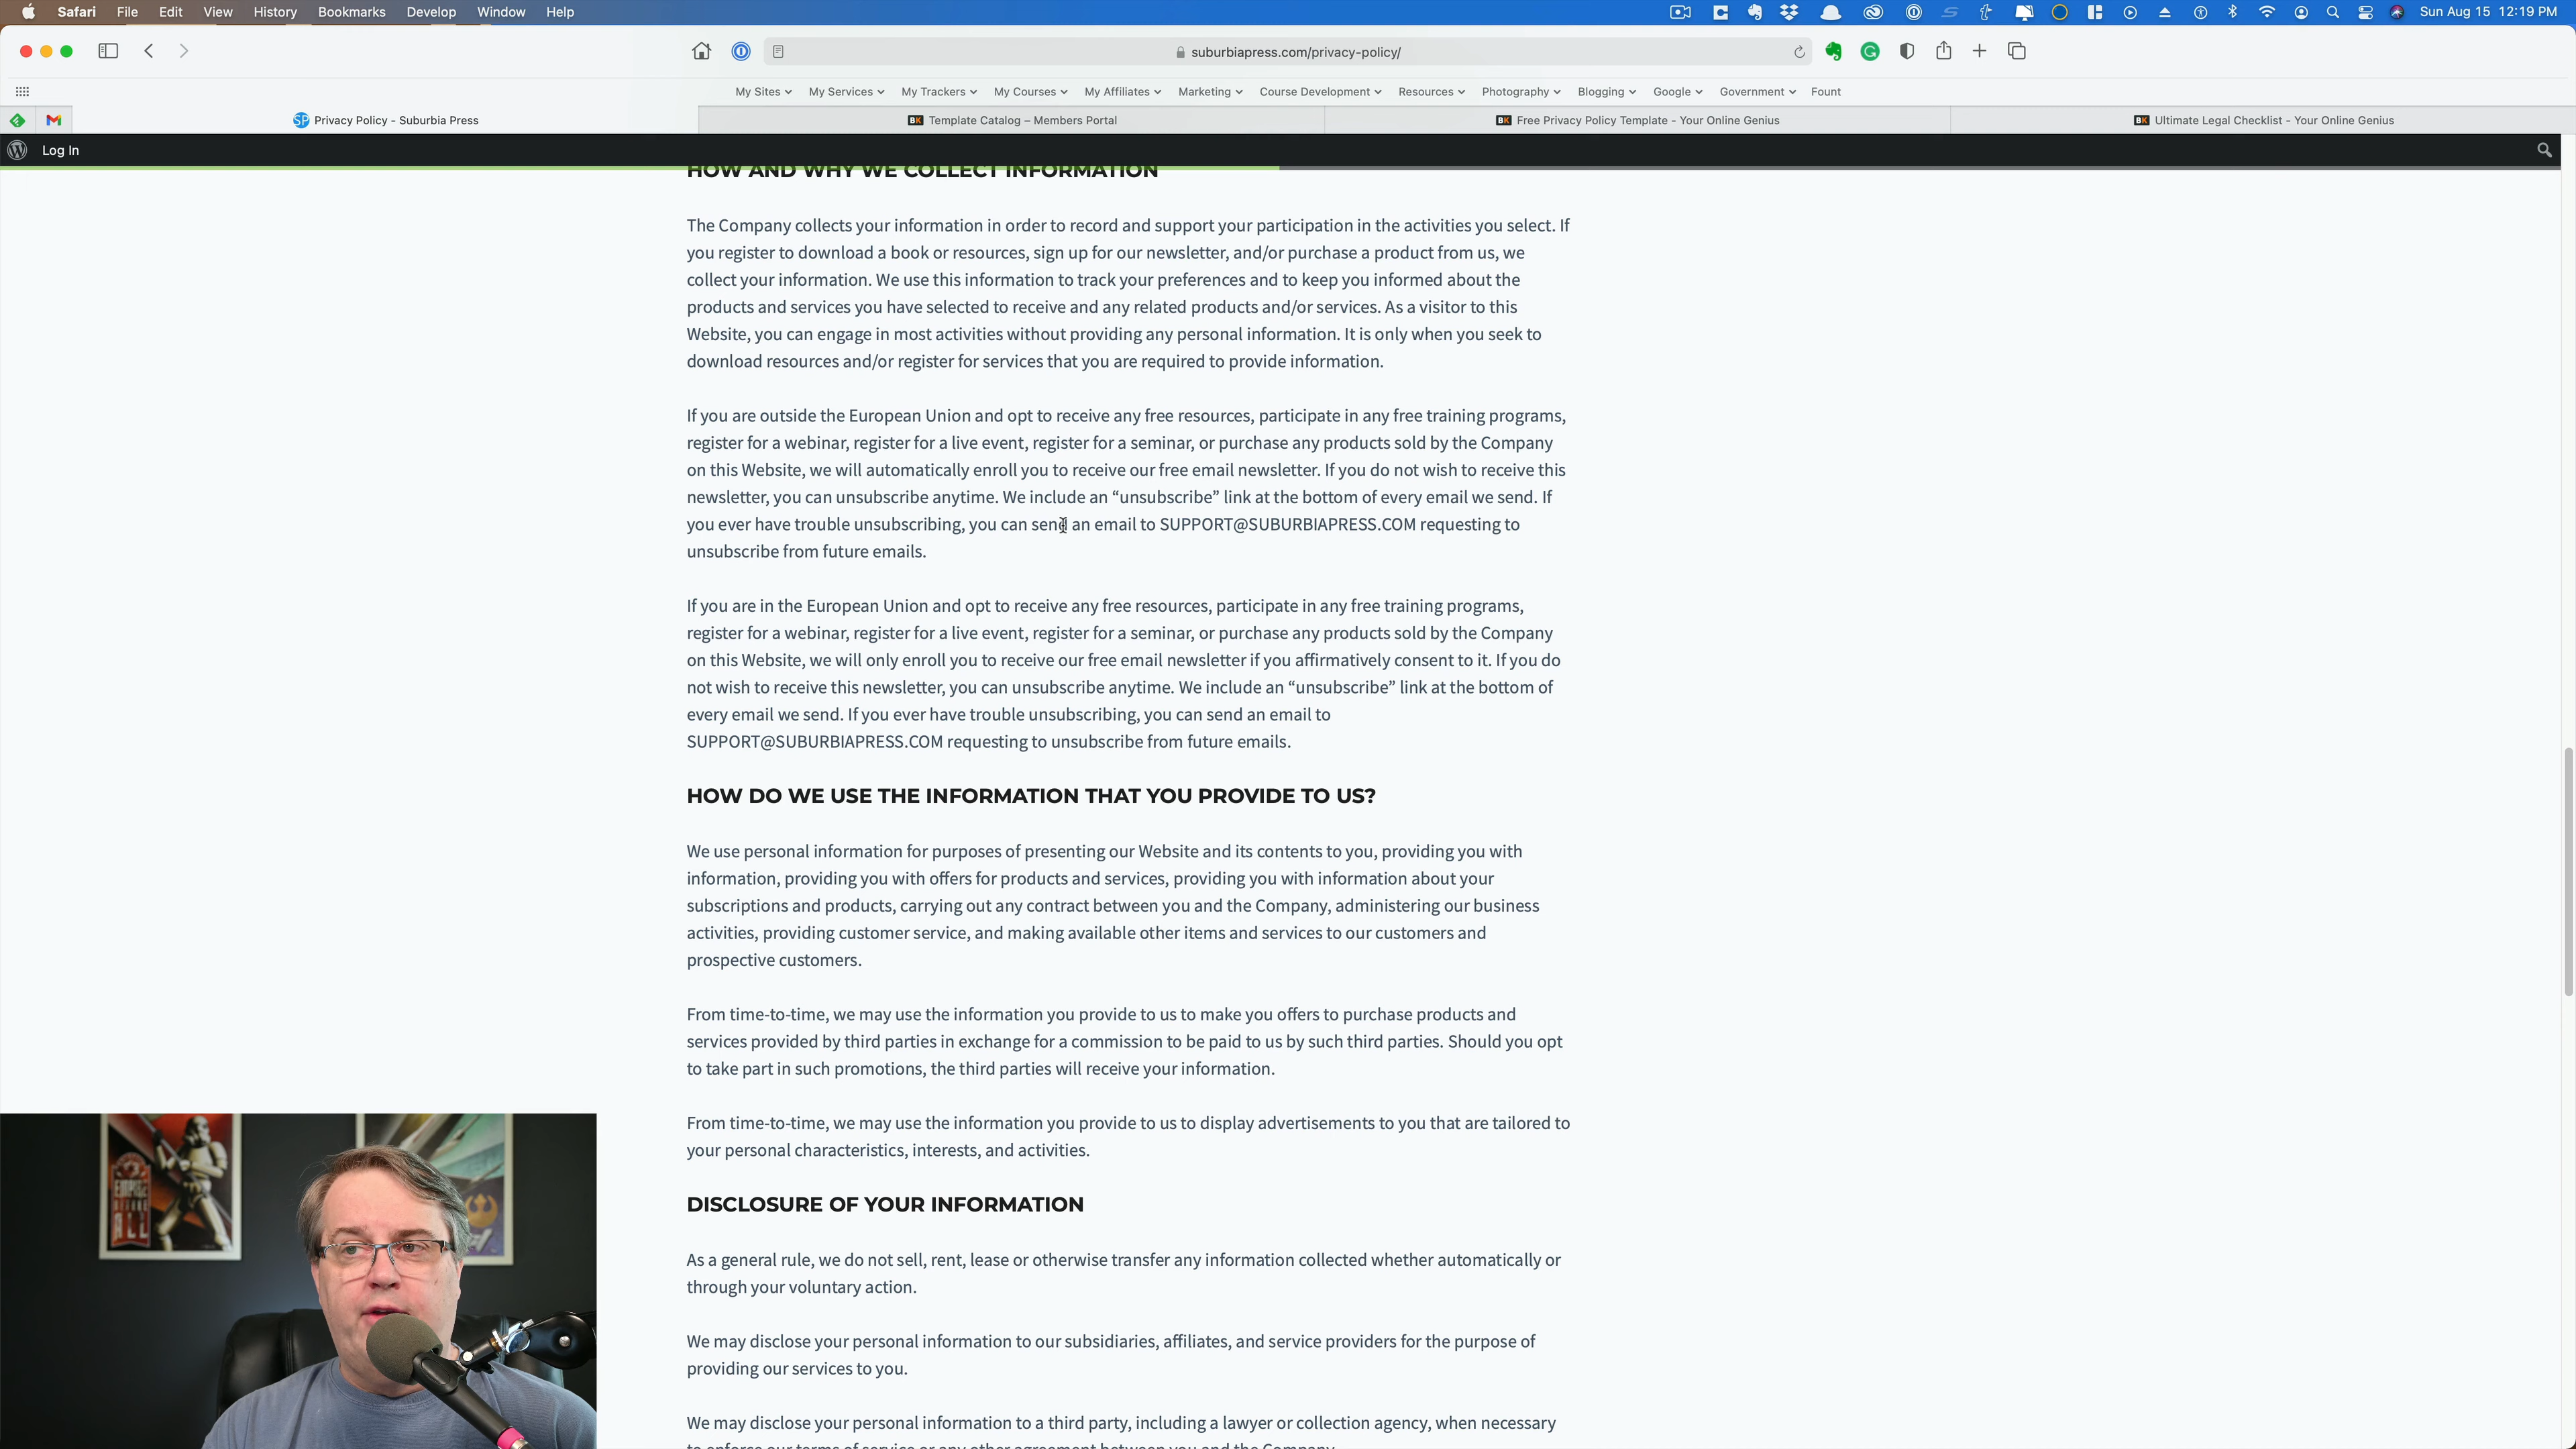 Safari File Edit View History Bookmarks Develop Window Help Sun Aug 15 12:19 PM
suburbiapress.com/privacy-policy/
My Sites My Services My Trackers My Courses My Affiliates Marketing Course Development Resources Photography Blogging Google Government Fount
SP Privacy Policy - Suburbia Press BK Template Catalog – Members Portal BK Free Privacy Policy Template - Your Online Genius BK Ultimate Legal Checklist - Your Online Genius
Log In
HOW AND WHY WE COLLECT INFORMATION
The Company collects your information in order to record and support your participation in the activities you select. If
you register to download a book or resources, sign up for our newsletter, and/or purchase a product from us, we
collect your information. We use this information to track your preferences and to keep you informed about the
products and services you have selected to receive and any related products and/or services. As a visitor to this
Website, you can engage in most activities without providing any personal information. It is only when you seek to
download resources and/or register for services that you are required to provide information.
If you are outside the European Union and opt to receive any free resources, participate in any free training programs,
register for a webinar, register for a live event, register for a seminar, or purchase any products sold by the Company
on this Website, we will automatically enroll you to receive our free email newsletter. If you do not wish to receive this
newsletter, you can unsubscribe anytime. We include an “unsubscribe” link at the bottom of every email we send. If
you ever have trouble unsubscribing, you can send an email to SUPPORT@SUBURBIAPRESS.COM requesting to
unsubscribe from future emails.
If you are in the European Union and opt to receive any free resources, participate in any free training programs,
register for a webinar, register for a live event, register for a seminar, or purchase any products sold by the Company
on this Website, we will only enroll you to receive our free email newsletter if you affirmatively consent to it. If you do
not wish to receive this newsletter, you can unsubscribe anytime. We include an “unsubscribe” link at the bottom of
every email we send. If you ever have trouble unsubscribing, you can send an email to
SUPPORT@SUBURBIAPRESS.COM requesting to unsubscribe from future emails.
HOW DO WE USE THE INFORMATION THAT YOU PROVIDE TO US?
We use personal information for purposes of presenting our Website and its contents to you, providing you with
information, providing you with offers for products and services, providing you with information about your
subscriptions and products, carrying out any contract between you and the Company, administering our business
activities, providing customer service, and making available other items and services to our customers and
prospective customers.
From time-to-time, we may use the information you provide to us to make you offers to purchase products and
services provided by third parties in exchange for a commission to be paid to us by such third parties. Should you opt
to take part in such promotions, the third parties will receive your information.
From time-to-time, we may use the information you provide to us to display advertisements to you that are tailored to
your personal characteristics, interests, and activities.
DISCLOSURE OF YOUR INFORMATION
As a general rule, we do not sell, rent, lease or otherwise transfer any information collected whether automatically or
through your voluntary action.
We may disclose your personal information to our subsidiaries, affiliates, and service providers for the purpose of
providing our services to you.
We may disclose your personal information to a third party, including a lawyer or collection agency, when necessary
to enforce our terms of service or any other agreement between you and the Company.